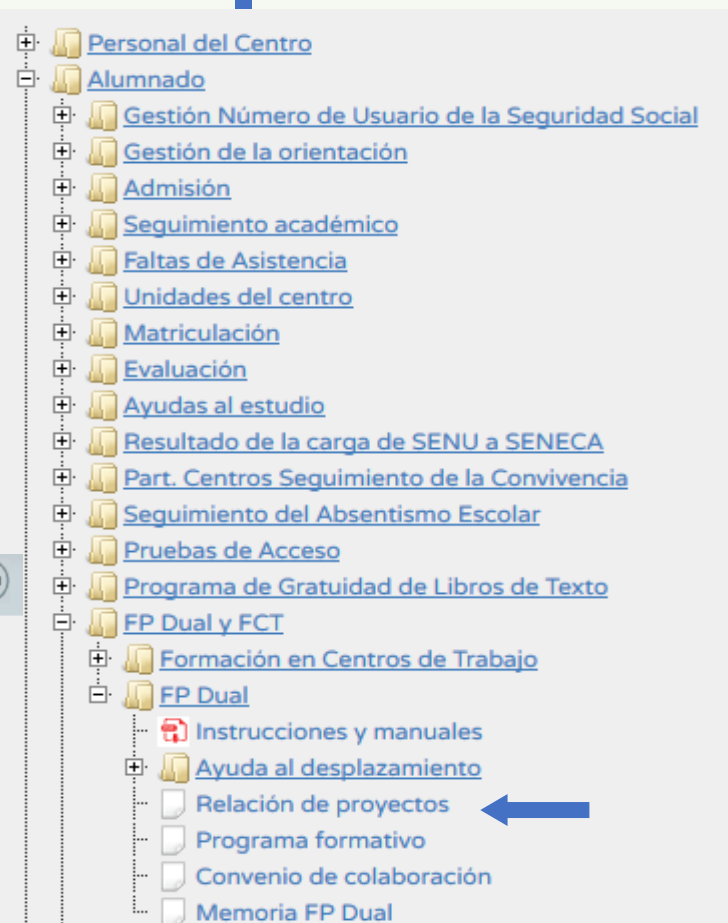 Personal del Centro
Alumnado
Gestión Número de Usuario de la Seguridad Social
Gestión de la orientación
Admisión
Seguimiento académico
Faltas de Asistencia
Unidades del centro
Matriculación
Evaluación
Ayudas al estudio
Resultado de la carga de SENU a SENECA
Part. Centros Seguimiento de la Convivencia
Seguimiento del Absentismo Escolar
Pruebas de Acceso
Programa de Gratuidad de Libros de Texto
FP Dual y FCT
Formación en Centros de Trabajo
FP Dual
Instrucciones y manuales
Ayuda al desplazamiento
Relación de proyectos
Programa formativo
Convenio de colaboración
Memoria FP Dual